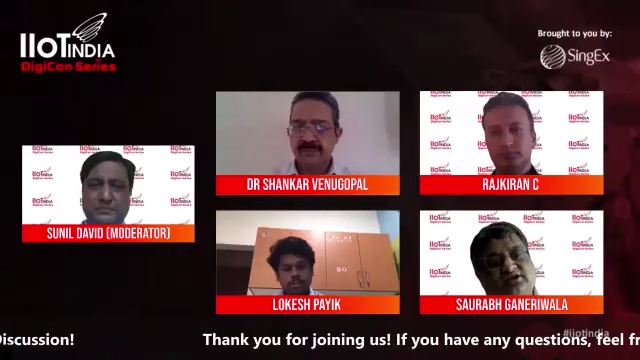 IIoTINDIA
DigiCon Series
Brought to you by:
SingEx
SUNIL DAVID (MODERATOR)
DR SHANKAR VENUGOPAL
RAJKIRAN C
LOKESH PAYIK
SAURABH GANERIWALA
#iiotindia
Discussion! Thank you for joining us! If you have any questions, feel fr